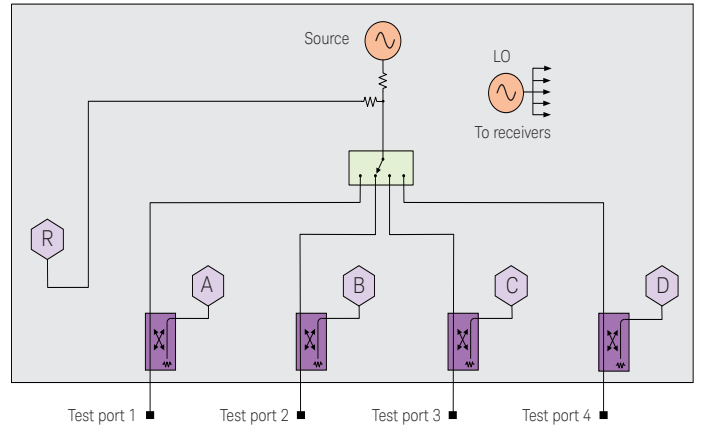 Source
LO
To receivers
R
A
B
C
D
Test port 1
Test port 2
Test port 3
Test port 4